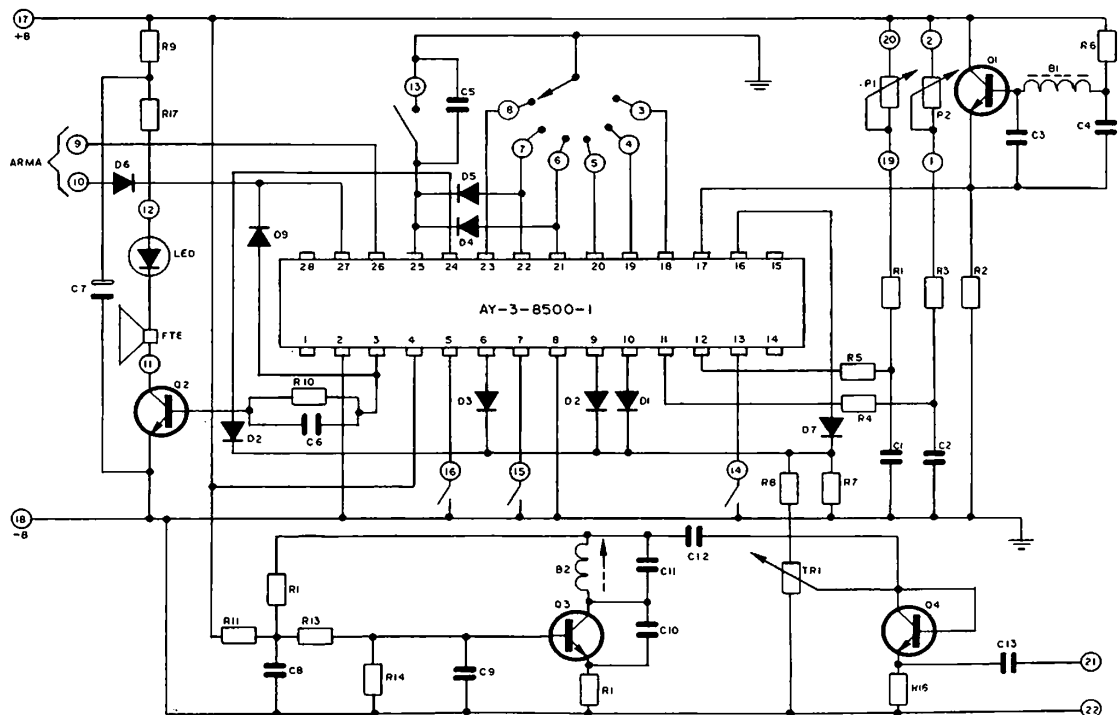 17
+8
R9
R17
ARMA
9
10
D6
12
LED
C7
FTE
11
Q2
D9
D2
R10
C6
13
C5
8
3
7
4
6
5
D5
D4
28 27 26 25 24 23 22 21 20 19 18 17 16 15
AY-3-8500-1
1 2 3 4 5 6 7 8 9 10 11 12 13 14
D3
D2
D1
D7
16
15
14
20
2
P1
P2
Q1
B1
R6
C3
C4
19
1
R1
R3
R2
R5
R4
C1
C2
R8
R7
18
-8
R1
R11
R13
C8
R14
C9
B2
Q3
C11
C10
C12
R1
TR1
Q4
C13
R16
21
22